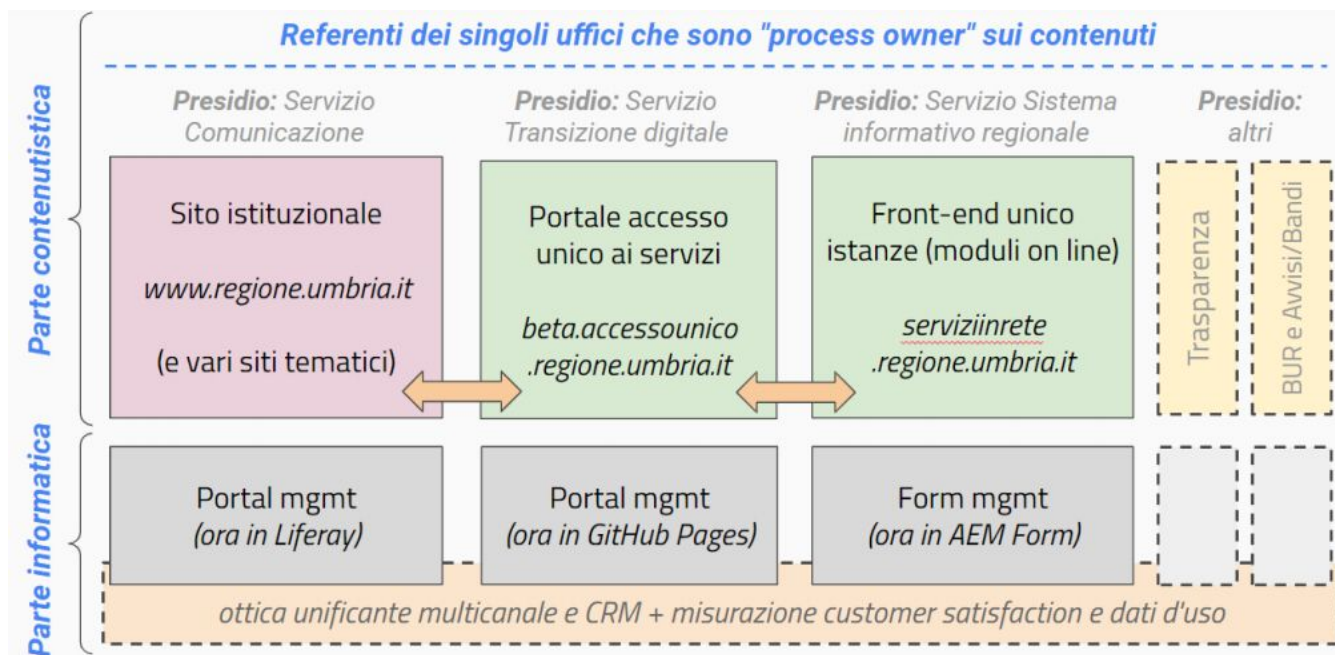 Referenti dei singoli uffici che sono "process owner" sui contenuti
Parte contenutistica
Presidio: Servizio
Comunicazione
Presidio: Servizio
Transizione digitale
Presidio: Servizio Sistema
informativo regionale
Presidio:
altri
Sito istituzionale
www.regione.umbria.it
(e vari siti tematici)
Portale accesso
unico ai servizi
beta.accessounico
.regione.umbria.it
Front-end unico
istanze (moduli on line)
serviziinrete
.regione.umbria.it
Trasparenza
BUR e Avvisi/Bandi
Parte informatica
Portal mgmt
(ora in Liferay)
Portal mgmt
(ora in GitHub Pages)
Form mgmt
(ora in AEM Form)
ottica unificante multicanale e CRM + misurazione customer satisfaction e dati d'uso